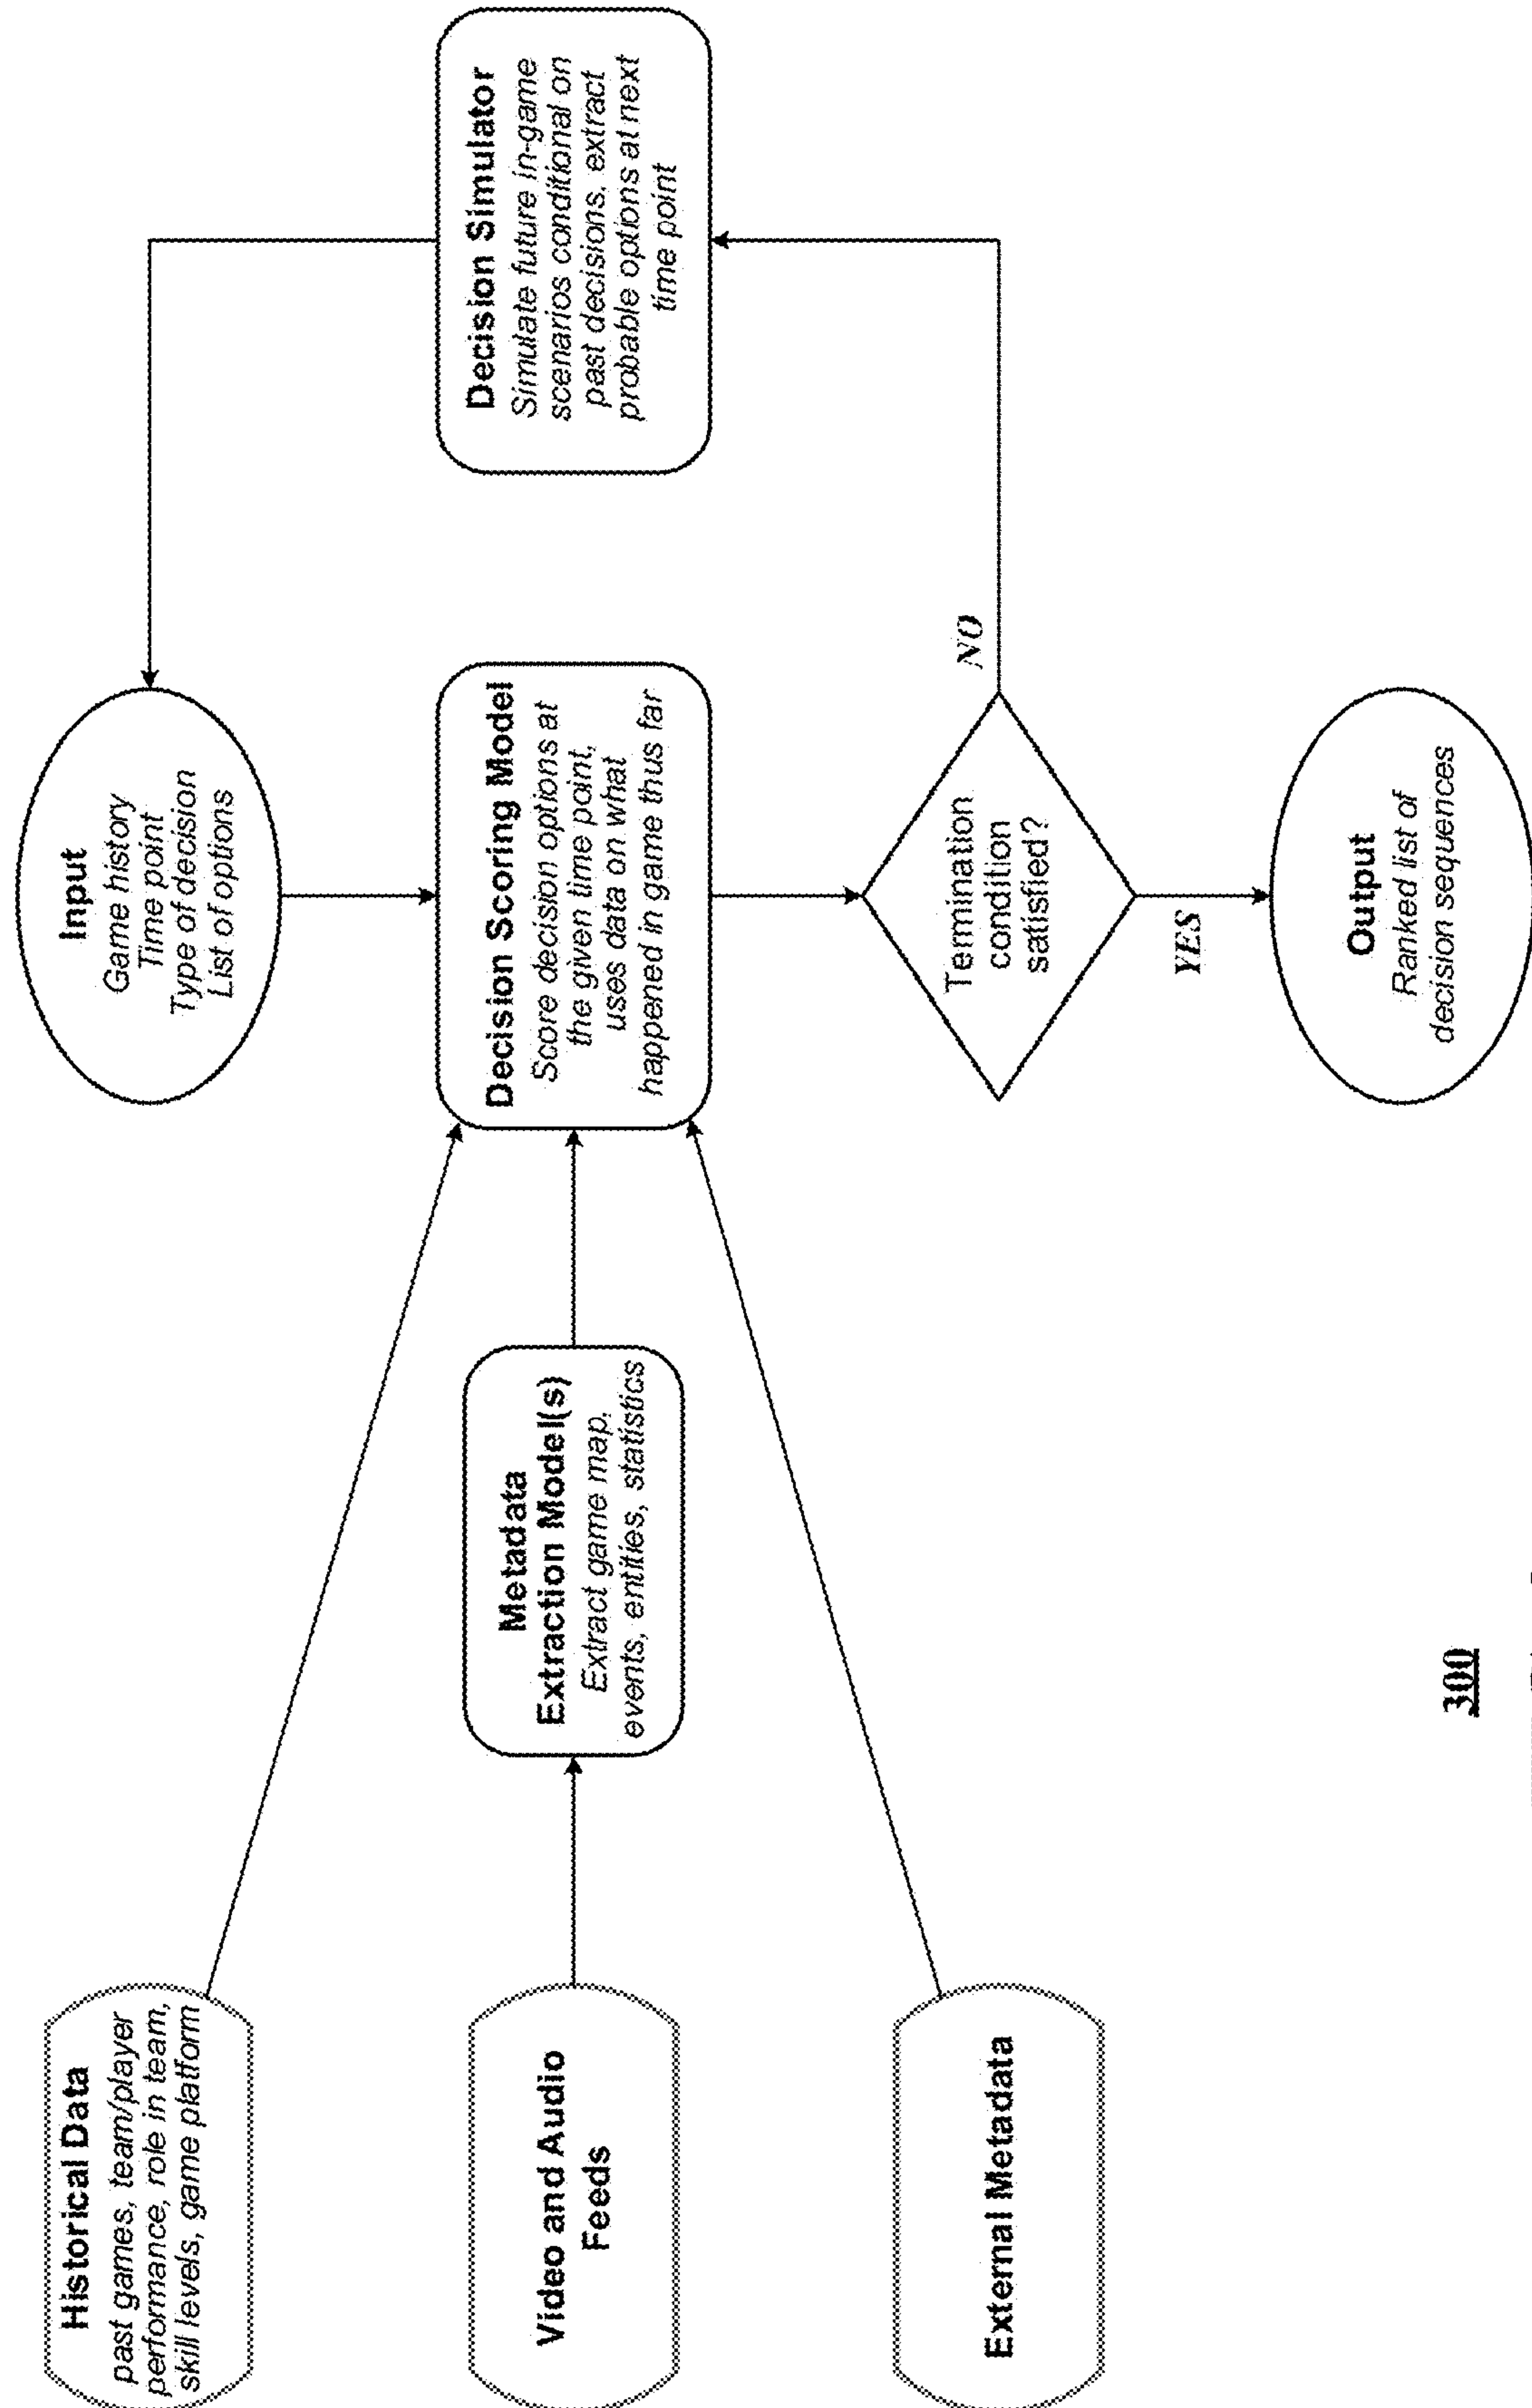 Historical Data
past games, team/player
performance, role in team,
skill levels, game platform
Video and Audio
Feeds
External Metadata
Metadata
Extraction Model(s)
Extract game map,
events, entities, statistics
Input
Game history
Time point
Type of decision
List of options
Decision Scoring Model
Score decision options at
the given time point,
uses data on what
happened in game thus far
Termination
condition
satisfied?
NO
YES
Output
Ranked list of
decision sequences
Decision Simulator
Simulate future in-game
scenarios conditional on
past decisions, extract
probable options at next
time point
300